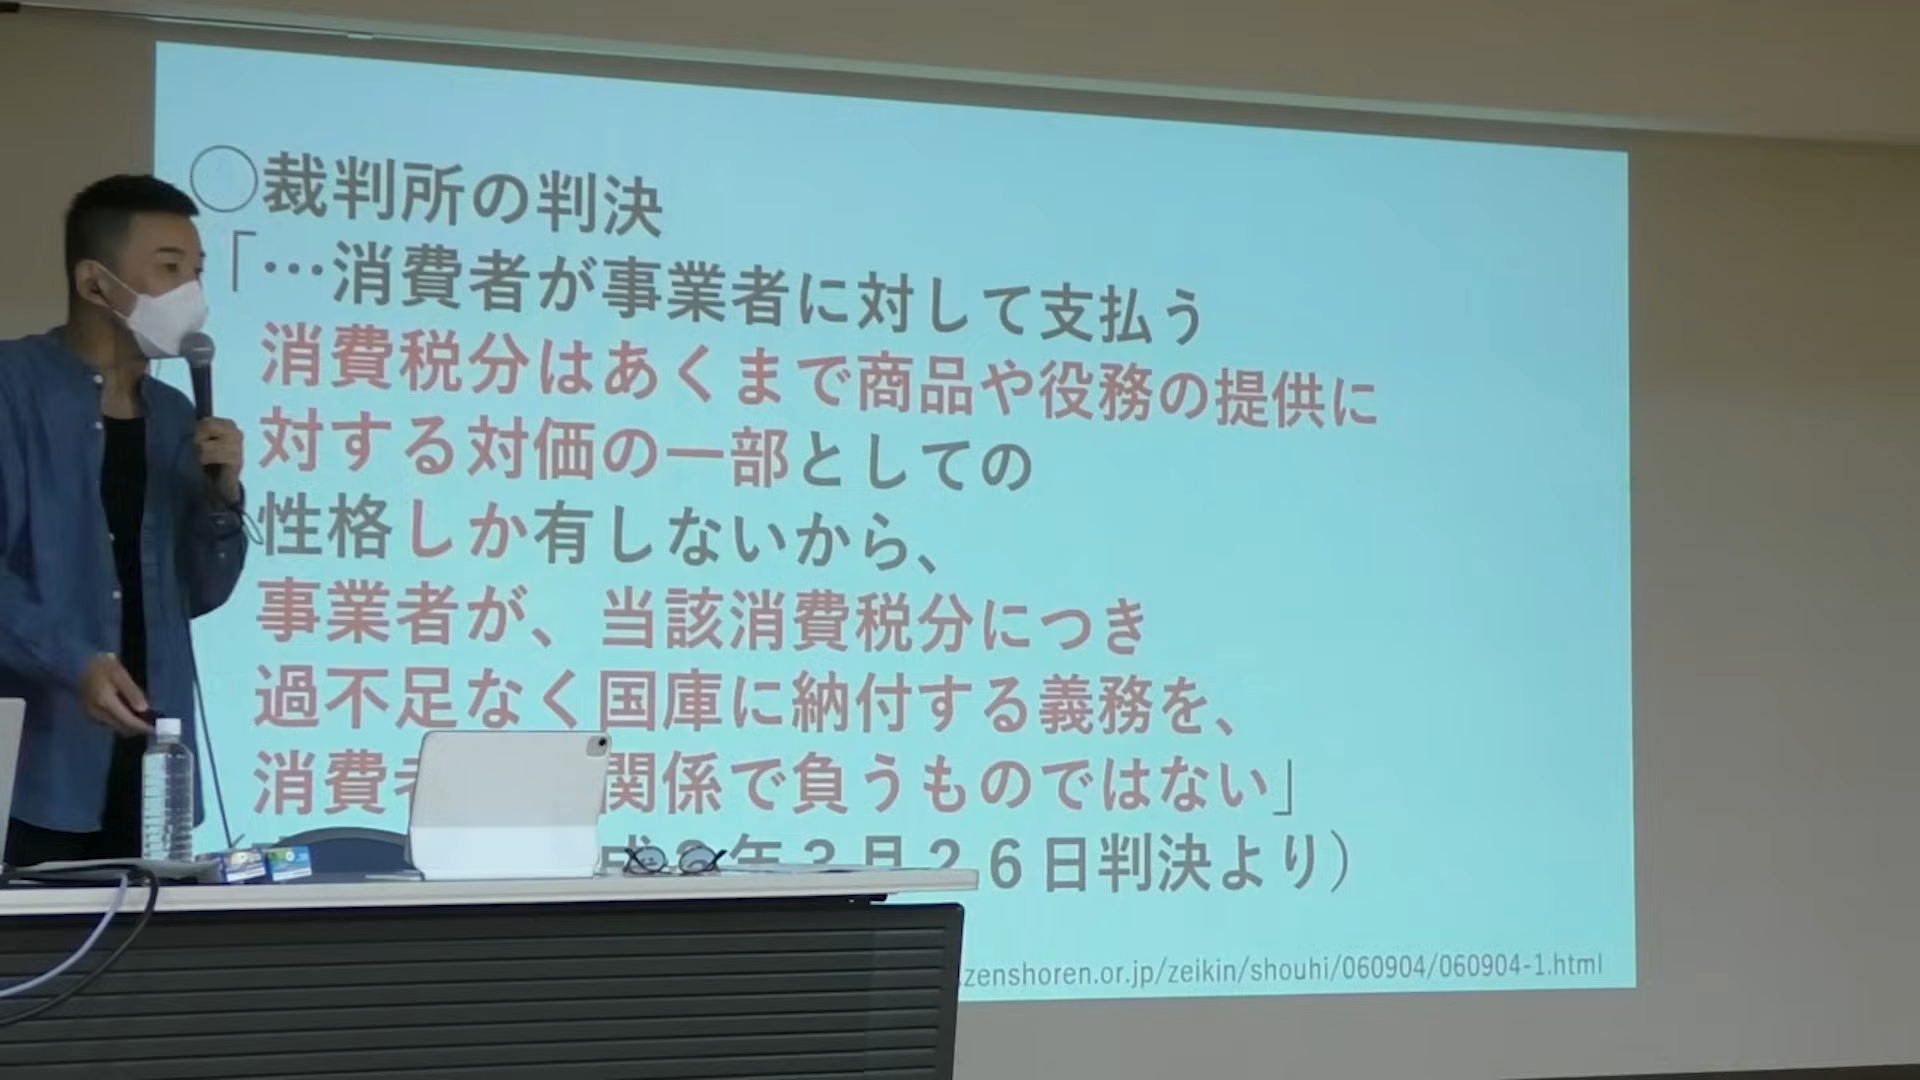 ○裁判所の判決
「…消費者が事業者に対して支払う
消費税分はあくまで商品や役務の提供に
対する対価の一部としての
性格しか有しないから、
事業者が、当該消費税分につき
過不足なく国庫に納付する義務を、
消費 関係で負うものではない」
成2年3月26日判決より）
.zenshoren.or.jp/zeikin/shouhi/060904/060904-1.html